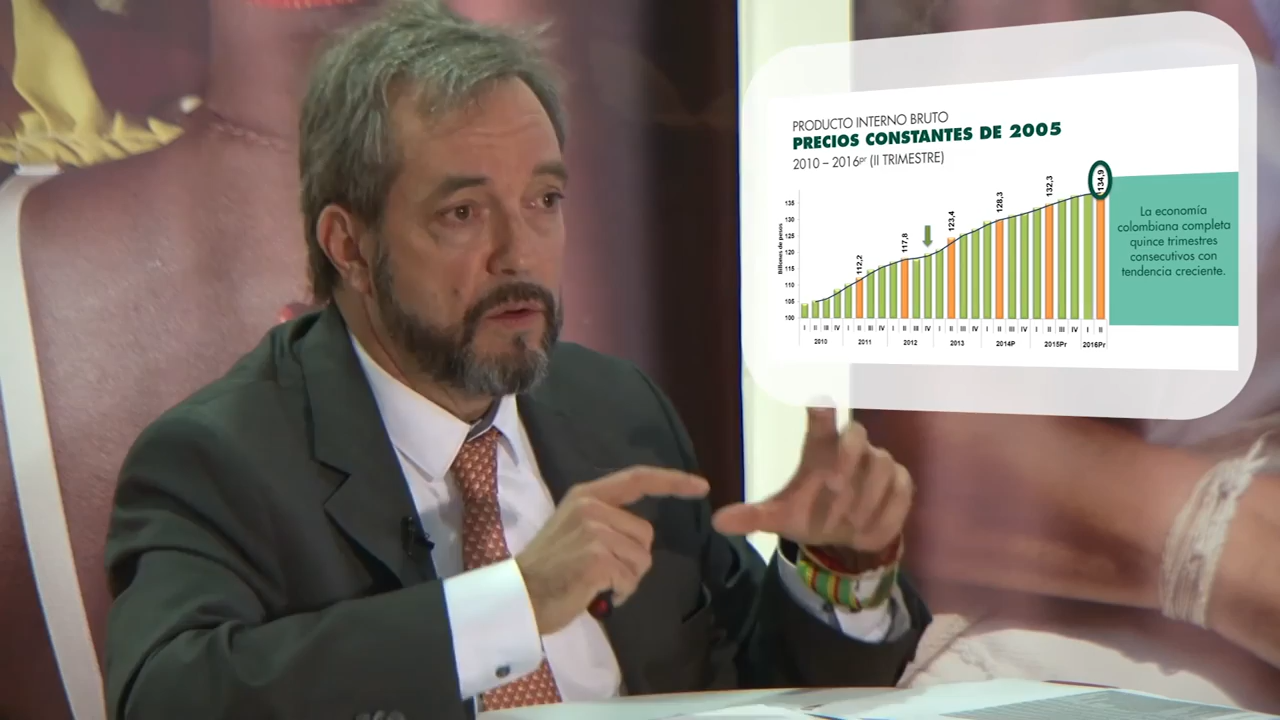 PRODUCTO INTERNO BRUTO
PRECIOS CONSTANTES DE 2005
2010 – 2016pr (II TRIMESTRE)
Billones de pesos
135
130
125
120
115
110
105
100
112,2
117,8
123,4
128,3
132,3
134,9
I II III IV I II III IV I II III IV I II III IV I II III IV I II III IV I II
2010 2011 2012 2013 2014P 2015Pr 2016Pr
La economía
colombiana completa
quince trimestres
consecutivos con
tendencia creciente.